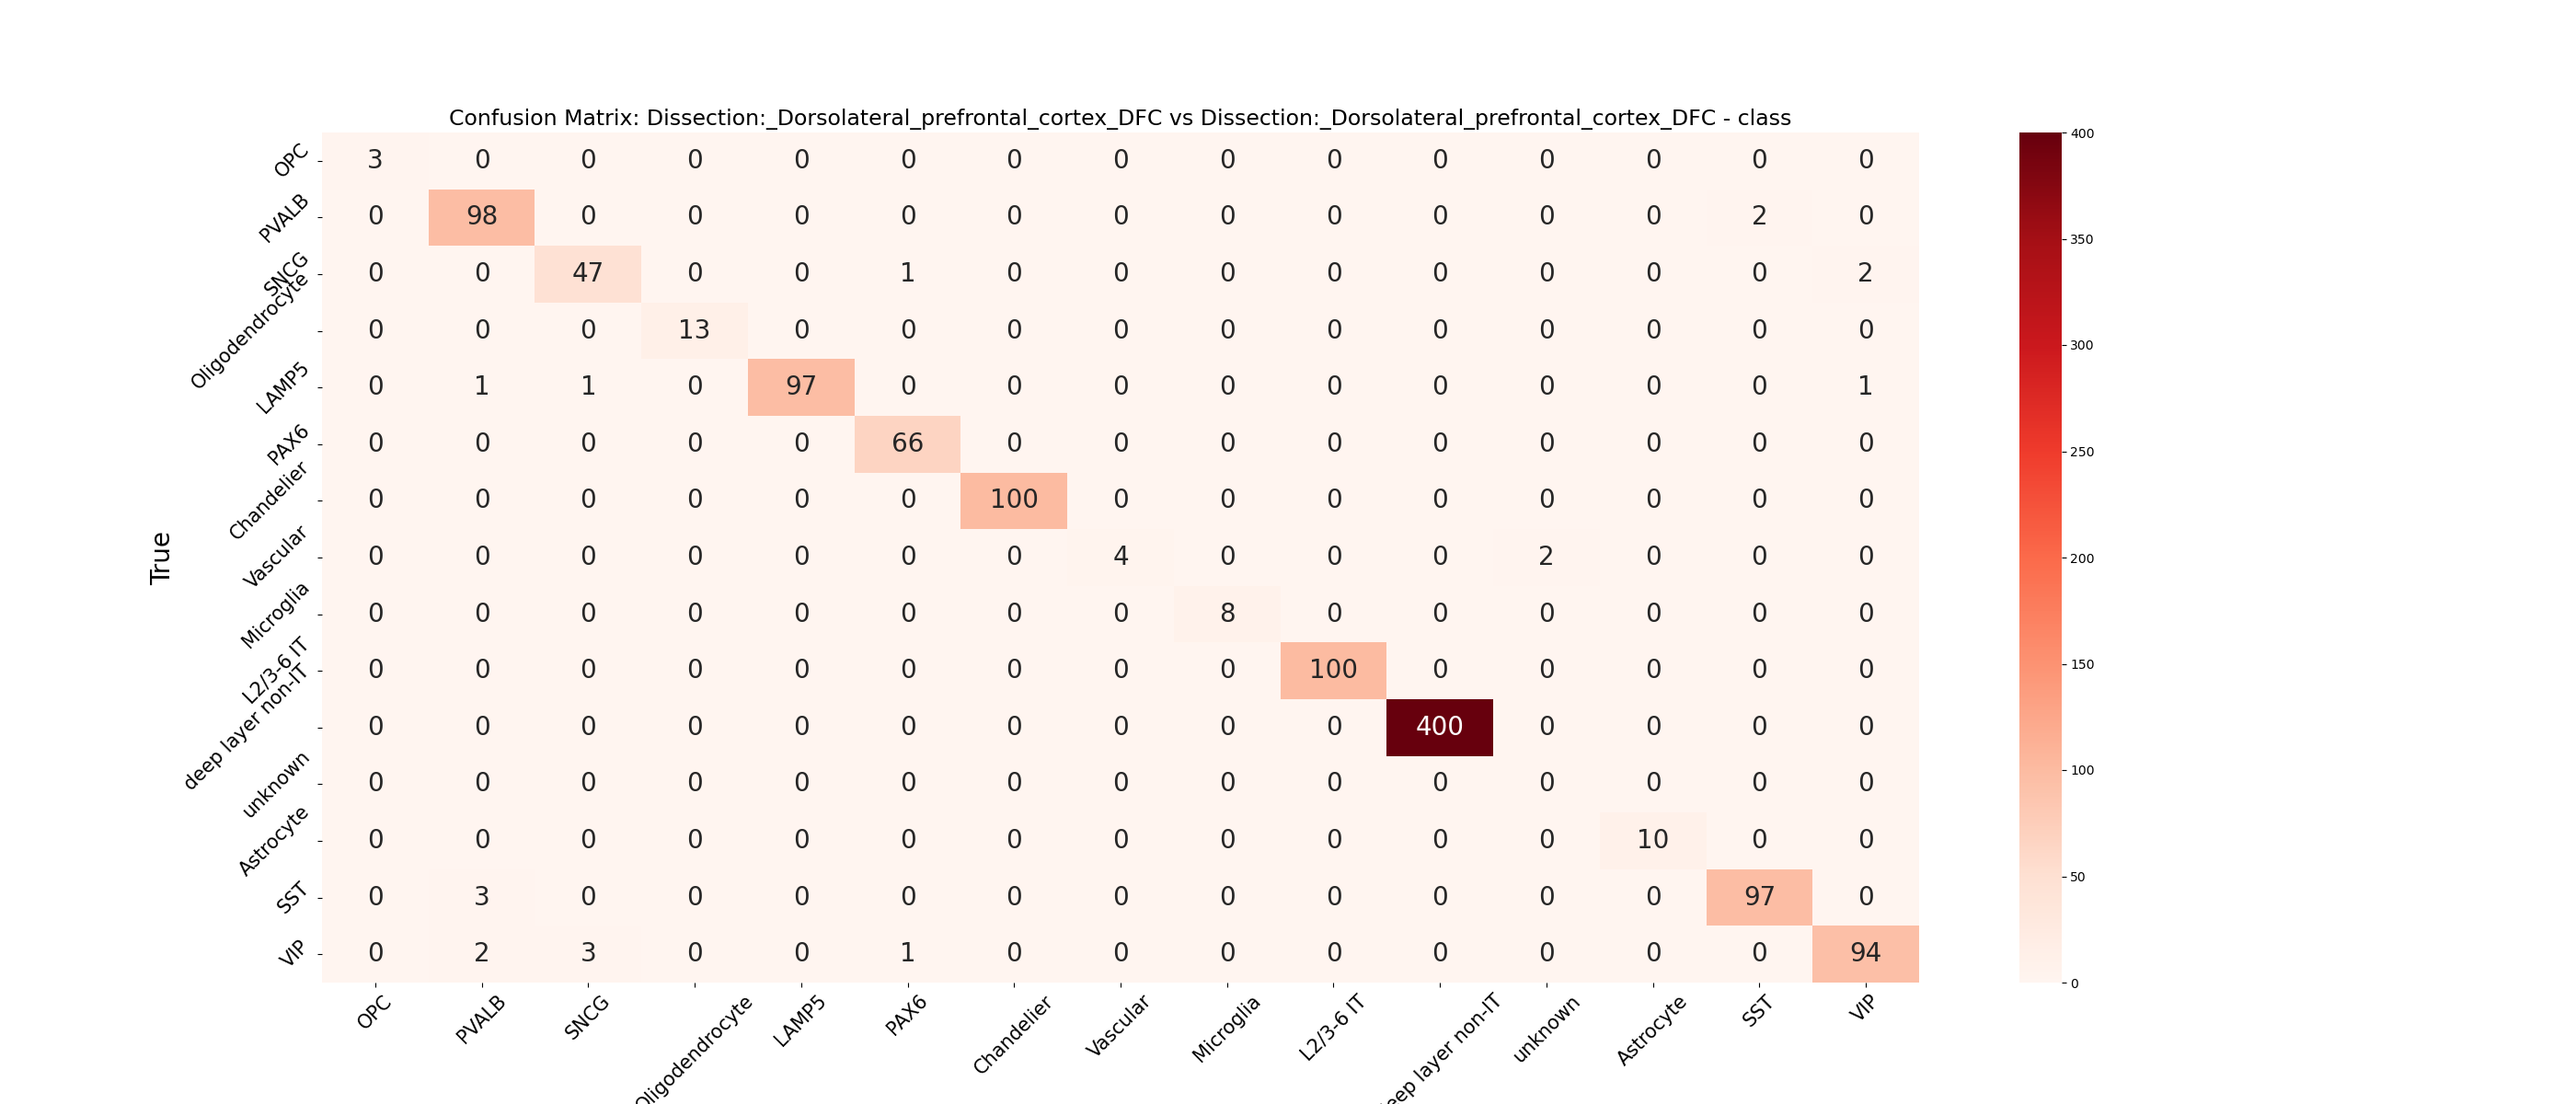 Confusion Matrix: Dissection:_Dorsolateral_prefrontal_cortex_DFC vs Dissection:_Dorsolateral_prefrontal_cortex_DFC - class
True
OPC 3 0 0 0 0 0 0 0 0 0 0 0 0 0 0
PVALB 0 98 0 0 0 0 0 0 0 0 0 0 0 2 0
SNCG 0 0 47 0 0 1 0 0 0 0 0 0 0 0 2
Oligodendrocyte 0 0 0 13 0 0 0 0 0 0 0 0 0 0 0
LAMP5 0 1 1 0 97 0 0 0 0 0 0 0 0 0 1
PAX6 0 0 0 0 0 66 0 0 0 0 0 0 0 0 0
Chandelier 0 0 0 0 0 0 100 0 0 0 0 0 0 0 0
Vascular 0 0 0 0 0 0 0 4 0 0 0 2 0 0 0
Microglia 0 0 0 0 0 0 0 0 8 0 0 0 0 0 0
L2/3-6 IT 0 0 0 0 0 0 0 0 0 100 0 0 0 0 0
deep layer non-IT 0 0 0 0 0 0 0 0 0 0 400 0 0 0 0
unknown 0 0 0 0 0 0 0 0 0 0 0 0 0 0 0
Astrocyte 0 0 0 0 0 0 0 0 0 0 0 0 10 0 0
SST 0 3 0 0 0 0 0 0 0 0 0 0 0 97 0
VIP 0 2 3 0 0 1 0 0 0 0 0 0 0 0 94
OPC PVALB SNCG Oligodendrocyte LAMP5 PAX6 Chandelier Vascular Microglia L2/3-6 IT eep layer non-IT unknown Astrocyte SST VIP
400
350
300
250
200
150
100
50
0